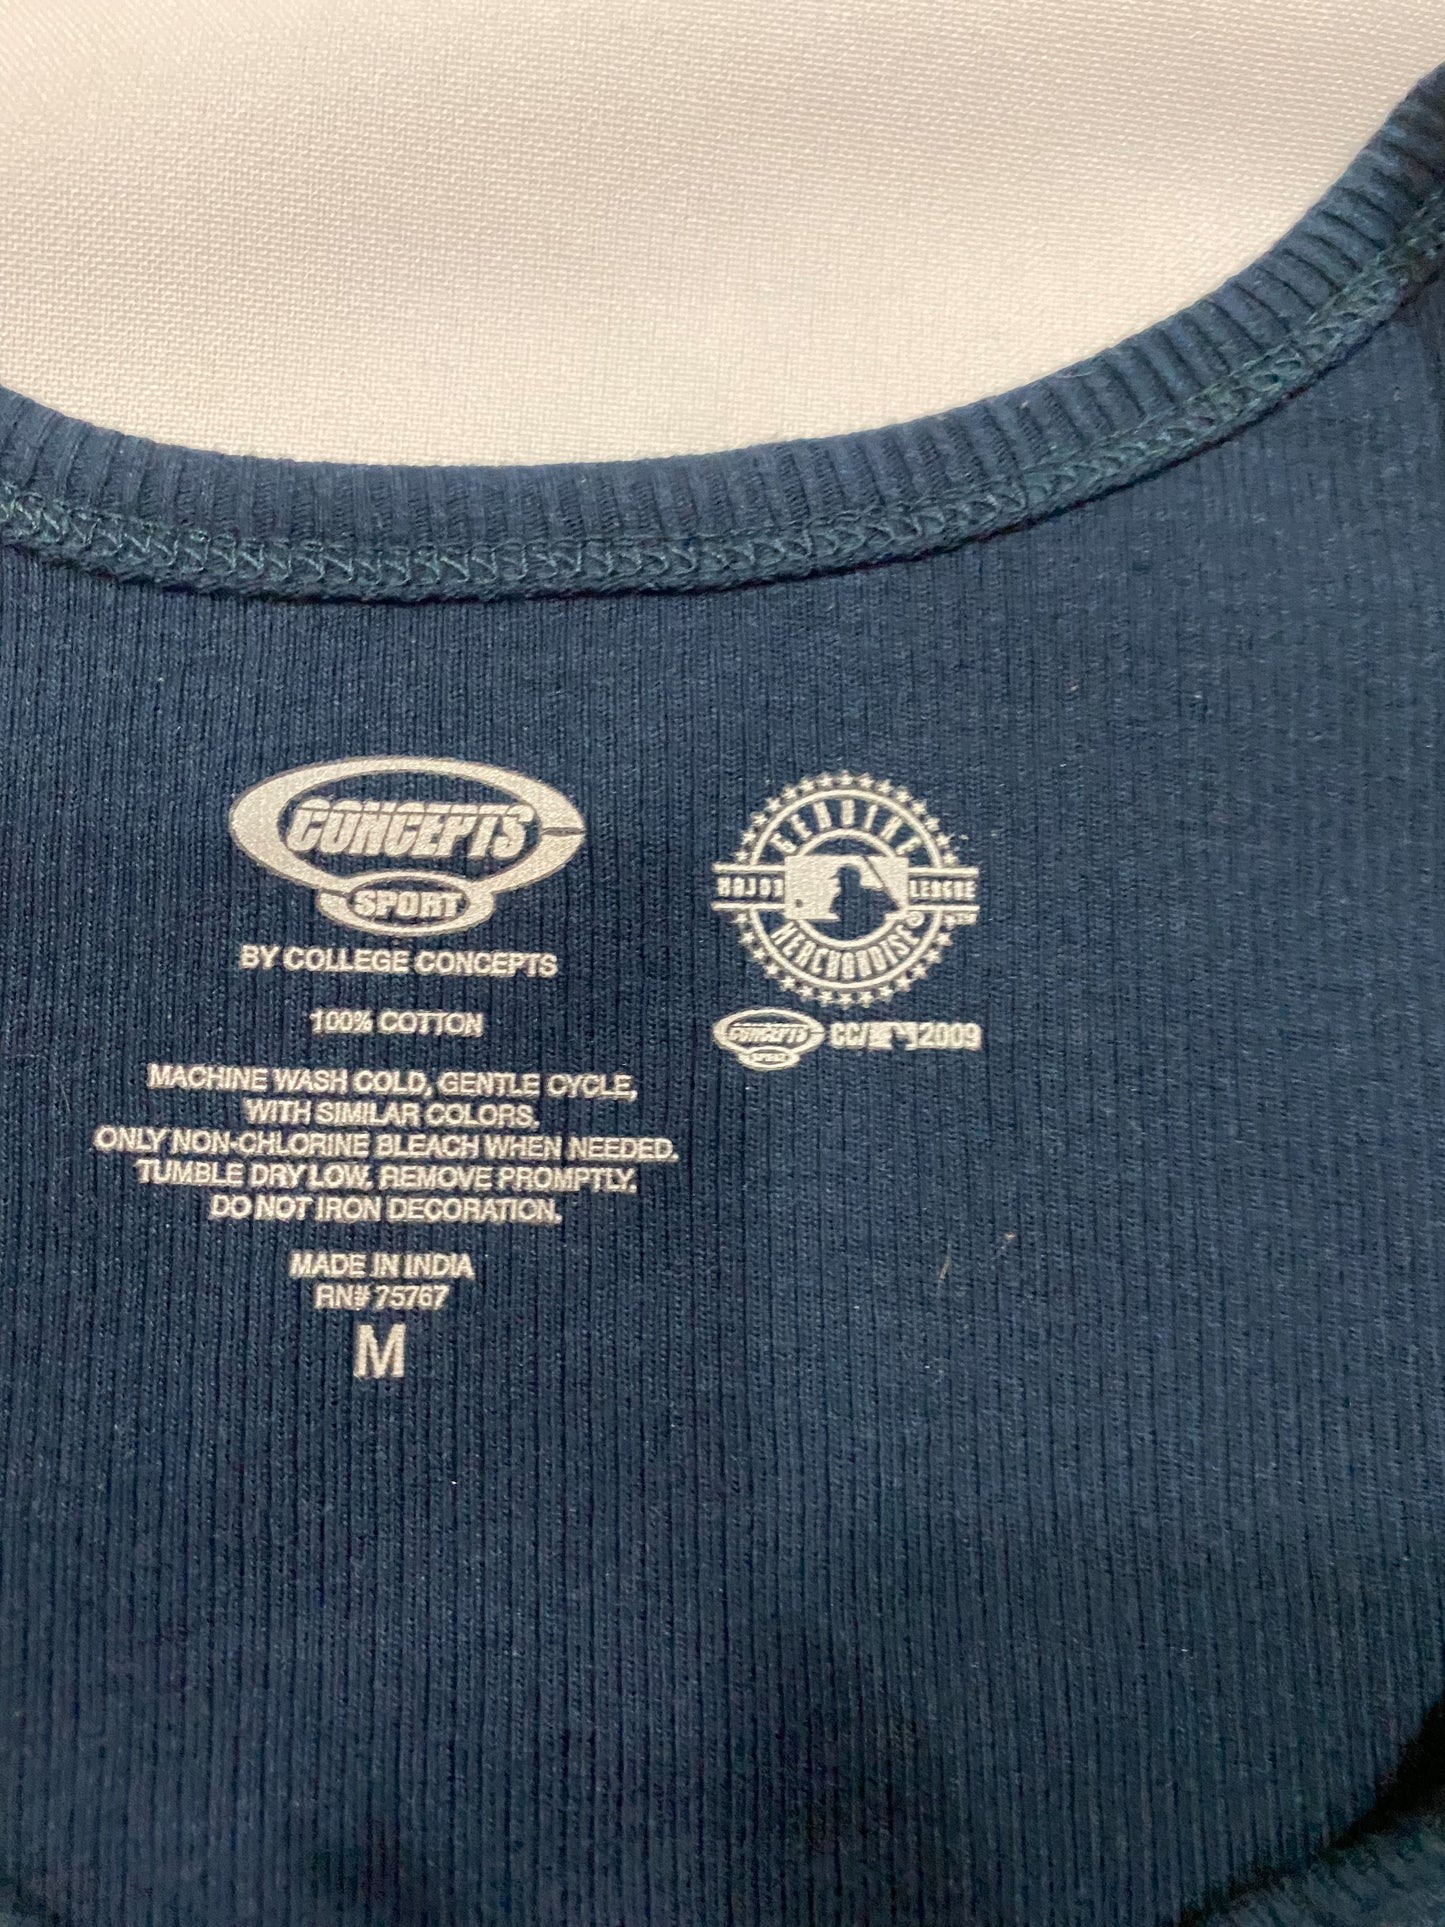 CONCEPTS
SPORT
BY COLLEGE CONCEPTS
100% COTTON
MACHINE WASH COLD, GENTLE CYCLE,
WITH SIMILAR COLORS.
ONLY NON-CHLORINE BLEACH WHEN NEEDED.
TUMBLE DRY LOW. REMOVE PROMPTLY.
DO NOT IRON DECORATION.
MADE IN INDIA
RN# 75767
M
GENUINE
MAJOR LEAGUE
MERCHANDISE
CONCEPTS
SPORT
CC/ 2009